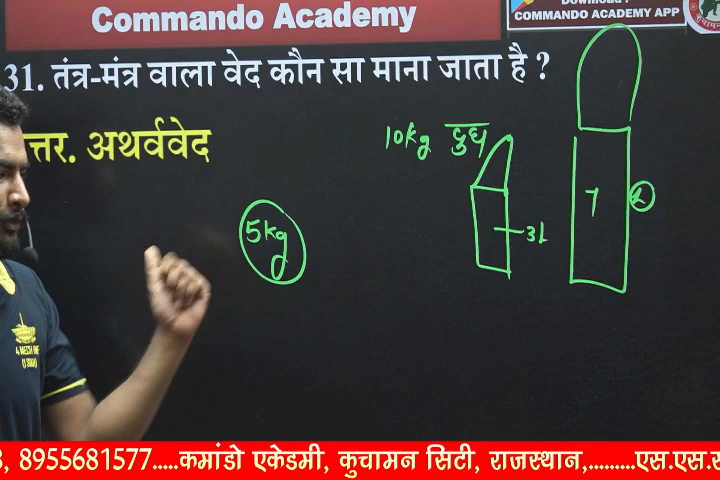 Commando Academy
COMMANDO ACADEMY APP
31. तंत्र-मंत्र वाला वेद कौन सा माना जाता है ?
त्तर. अथर्ववेद
10kg दुध
5kg
3L
7 L
8955681577.....कमांडो एकेडमी, कुचामन सिटी, राजस्थान,.........एस.एस.